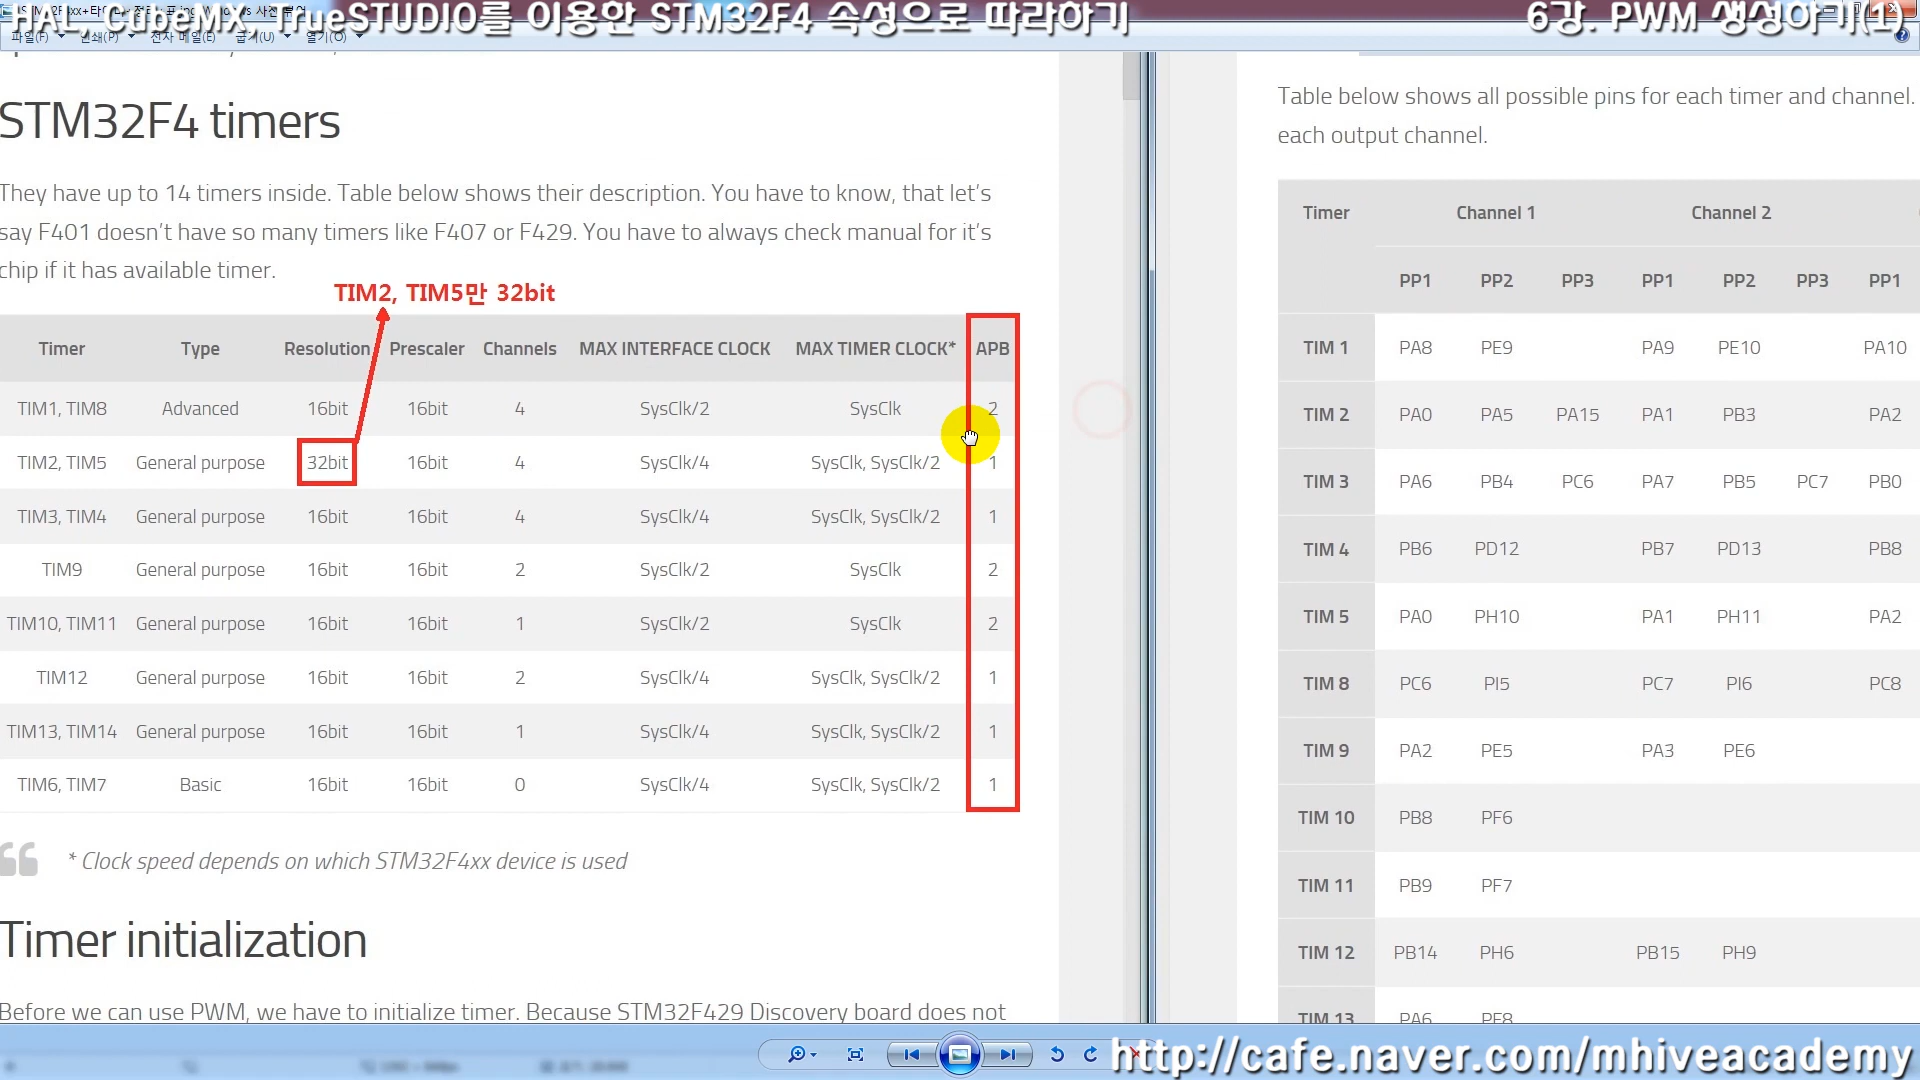 HAL, CubeMX, TrueSTUDIO를 이용한 STM32F4 속성으로 따라하기
6강. PWM 생성하기(1)
파일(F) 인쇄(P) 전자 메일(E) 굽기(U) 열기(O)
STM32F4 timers
They have up to 14 timers inside. Table below shows their description. You have to know, that let's
say F401 doesn't have so many timers like F407 or F429. You have to always check manual for it's
chip if it has available timer.
TIM2, TIM5만 32bit
Timer Type Resolution Prescaler Channels MAX INTERFACE CLOCK MAX TIMER CLOCK* APB
TIM1, TIM8 Advanced 16bit 16bit 4 SysClk/2 SysClk 2
TIM2, TIM5 General purpose 32bit 16bit 4 SysClk/4 SysClk, SysClk/2 1
TIM3, TIM4 General purpose 16bit 16bit 4 SysClk/4 SysClk, SysClk/2 1
TIM9 General purpose 16bit 16bit 2 SysClk/2 SysClk 2
TIM10, TIM11 General purpose 16bit 16bit 1 SysClk/2 SysClk 2
TIM12 General purpose 16bit 16bit 2 SysClk/4 SysClk, SysClk/2 1
TIM13, TIM14 General purpose 16bit 16bit 1 SysClk/4 SysClk, SysClk/2 1
TIM6, TIM7 Basic 16bit 16bit 0 SysClk/4 SysClk, SysClk/2 1
* Clock speed depends on which STM32F4xx device is used
Timer initialization
Before we can use PWM, we have to initialize timer. Because STM32F429 Discovery board does not
Table below shows all possible pins for each timer and channel.
each output channel.
Timer Channel 1 Channel 2
PP1 PP2 PP3 PP1 PP2 PP3 PP1
TIM 1 PA8 PE9 PA9 PE10 PA10
TIM 2 PA0 PA5 PA15 PA1 PB3 PA2
TIM 3 PA6 PB4 PC6 PA7 PB5 PC7 PB0
TIM 4 PB6 PD12 PB7 PD13 PB8
TIM 5 PA0 PH10 PA1 PH11 PA2
TIM 8 PC6 PI5 PC7 PI6 PC8
TIM 9 PA2 PE5 PA3 PE6
TIM 10 PB8 PF6
TIM 11 PB9 PF7
TIM 12 PB14 PH6 PB15 PH9
TIM 13 PA6 PF8
http://cafe.naver.com/mhiveacademy